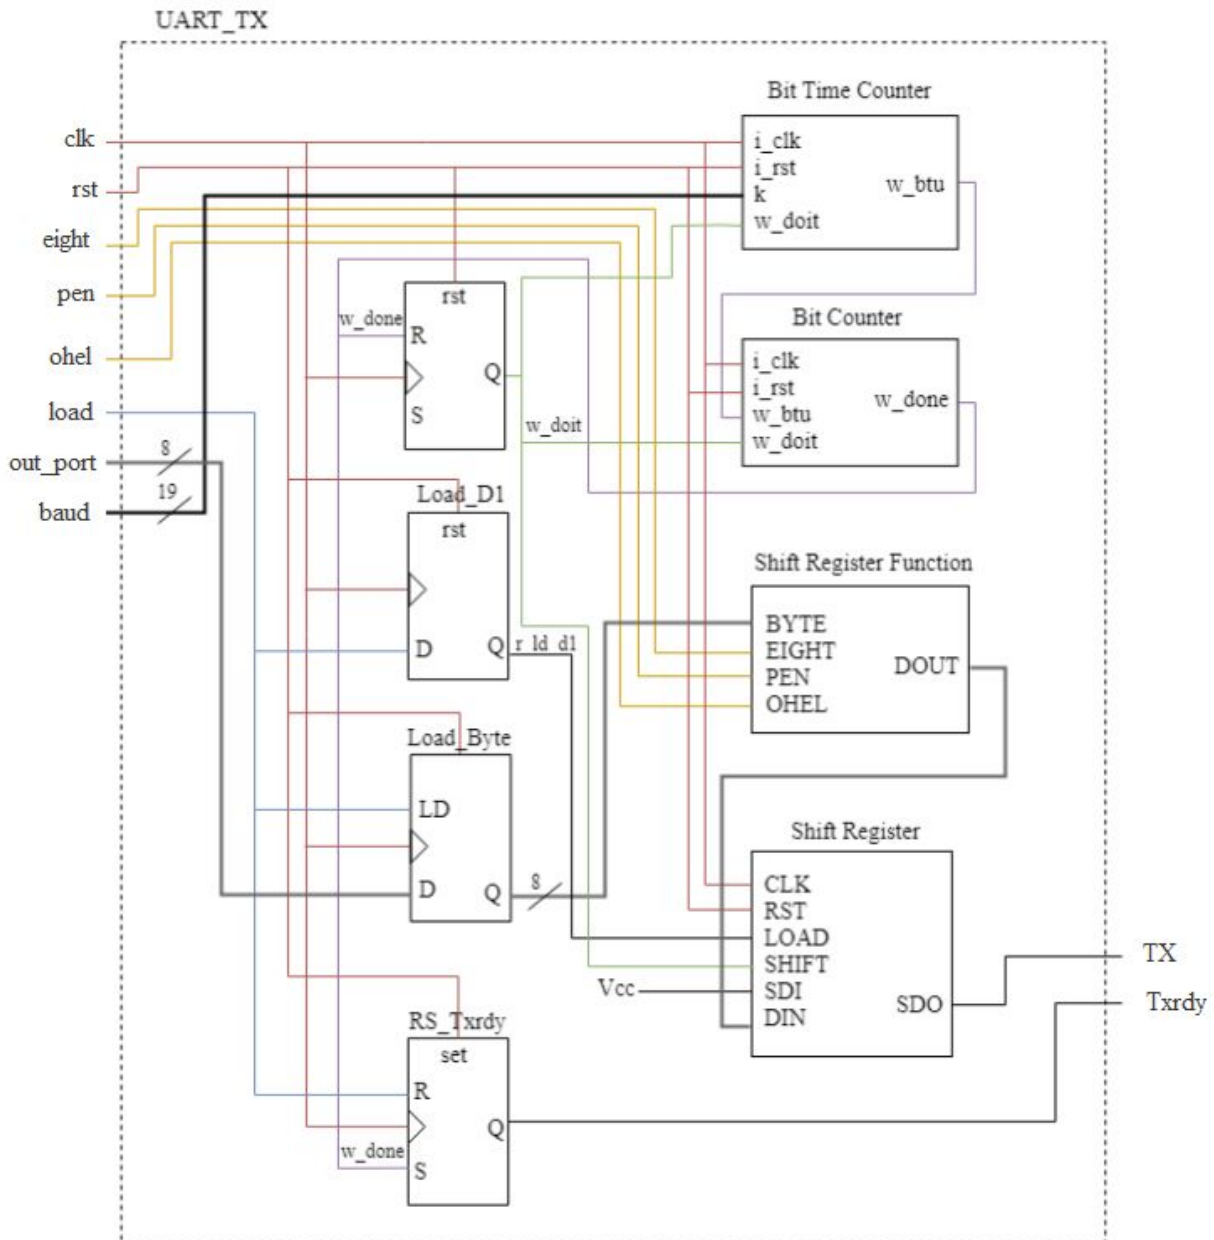 UART_TX
clk
rst
eight
pen
ohel
load
out_port
8
baud
19
Bit Time Counter
i_clk
i_rst
k
w_doit
w_btu
rst
w_done
R
S
Q
w_doit
Bit Counter
i_clk
i_rst
w_btu
w_doit
w_done
Load_D1
rst
D
Q
r_ld_d1
Shift Register Function
BYTE
EIGHT
PEN
OHEL
DOUT
Load_Byte
LD
D
Q
8
Shift Register
CLK
RST
LOAD
SHIFT
Vcc
SDI
DIN
SDO
TX
Txrdy
RS_Txrdy
set
R
Q
w_done
S